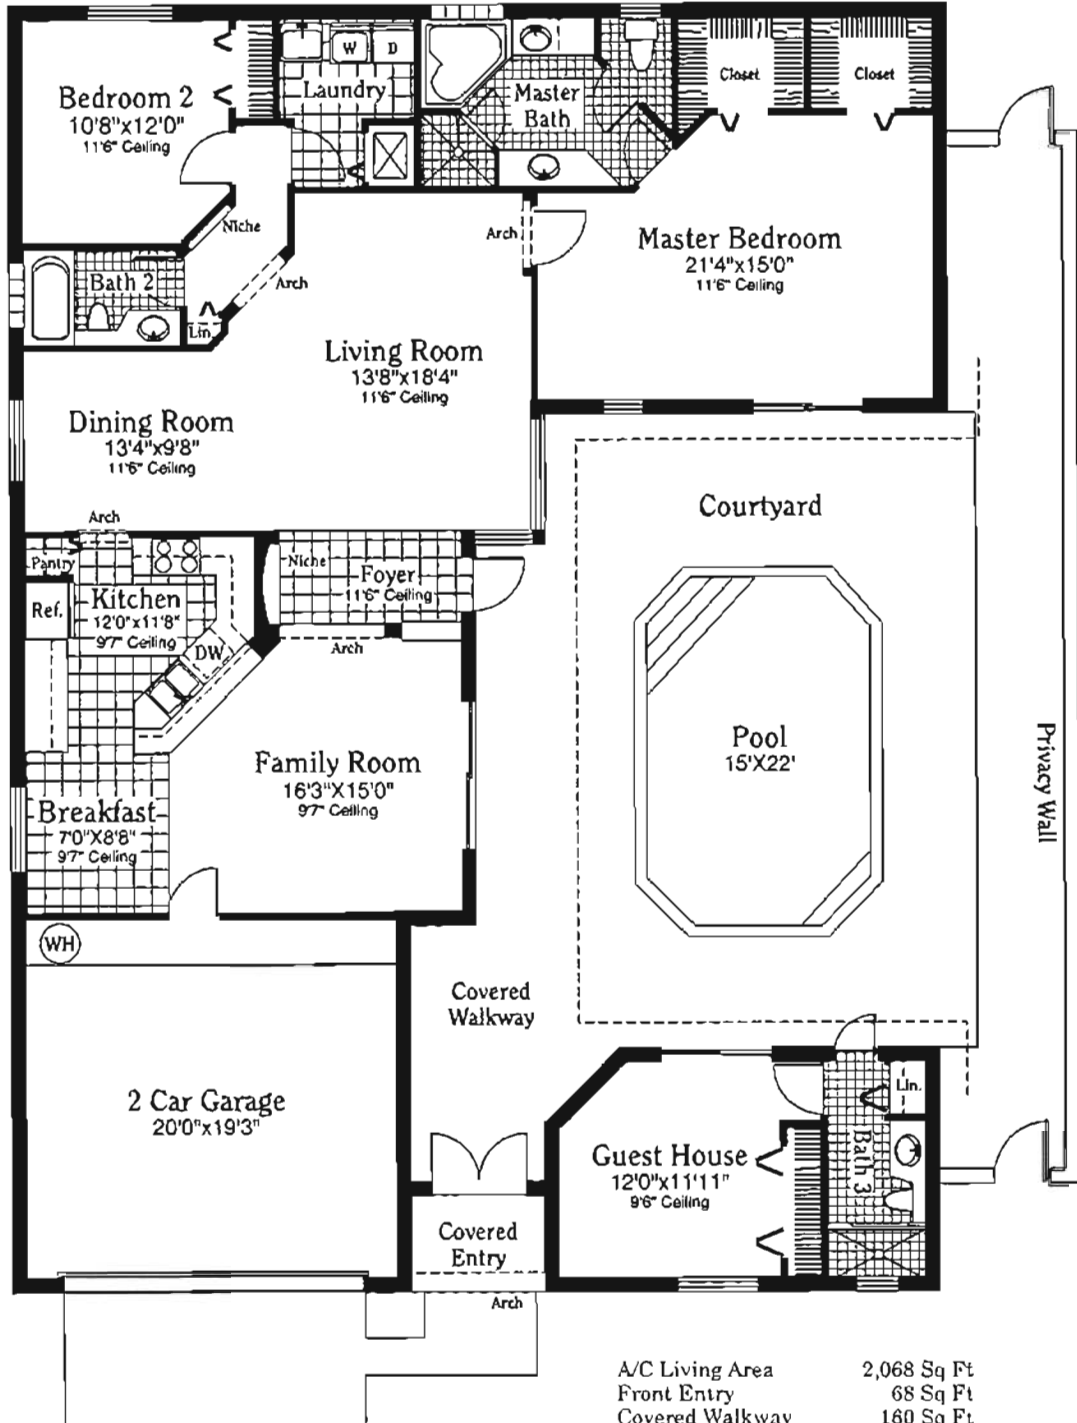 Bedroom 2
10'8"x12'0"
11'6" Ceiling
W
D
Laundry
Master
Bath
Closet
Closet
Niche
Arch
Arch
Master Bedroom
21'4"x15'0"
11'6" Ceiling
Bath 2
Lin.
Living Room
13'8"x18'4"
11'6" Ceiling
Dining Room
13'4"x9'8"
11'6" Ceiling
Arch
Pantry
Ref.
Kitchen
12'0"x11'8"
9'7" Ceiling
DW
Niche
Foyer
11'6" Ceiling
Arch
Courtyard
Pool
15'X22'
Privacy Wall
Family Room
16'3"X15'0"
9'7" Ceiling
Breakfast
7'0"X8'8"
9'7" Ceiling
WH
Covered
Walkway
2 Car Garage
20'0"x19'3"
Guest House
12'0"x11'11"
9'6" Ceiling
Lin.
Bath 3
Covered
Entry
Arch
A/C Living Area 2,068 Sq Ft
Front Entry 68 Sq Ft
Covered Walkway 160 Sq Ft